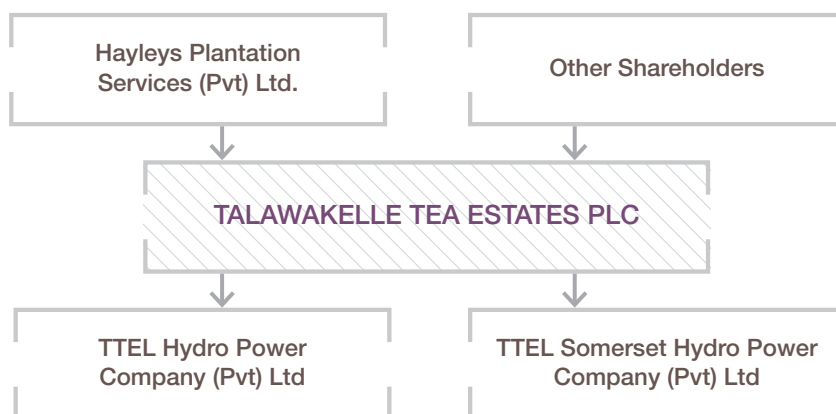 Hayleys Plantation
Services (Pvt) Ltd.
Other Shareholders
TALAWAKELLE TEA ESTATES PLC
TTEL Hydro Power
Company (Pvt) Ltd
TTEL Somerset Hydro Power
Company (Pvt) Ltd